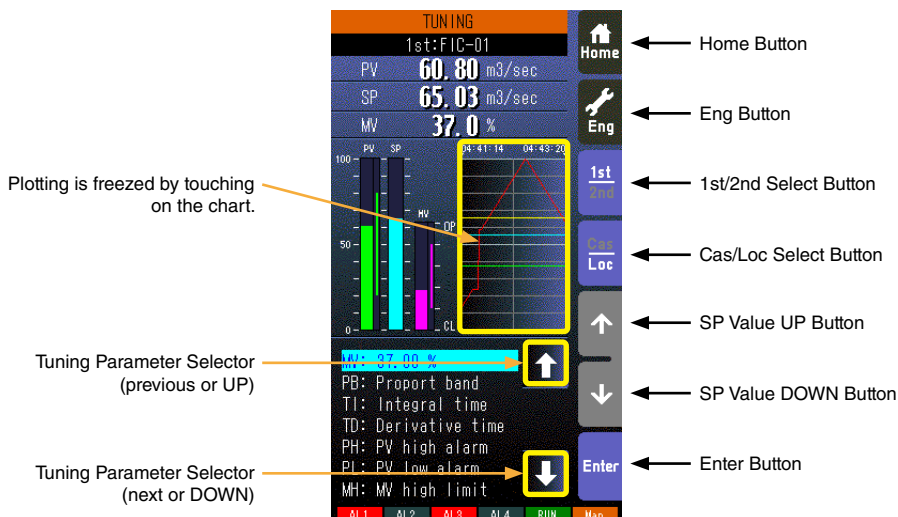 TUNING
1st:FIC-01
PV 60.80 m3/sec
SP 65.03 m3/sec
MV 37.0 %
PV SP
MV
100
50
0
OP
CL
04:41:14 04:43:20
MV: 37.00 %
PB: Proport band
TI: Integral time
TD: Derivative time
PH: PV high alarm
PL: PV low alarm
MH: MV high limit
AL1 AL2 AL3 AL4 RUN Man
Home
Eng
1st
2nd
Cas
Loc
Enter
Plotting is freezed by touching
on the chart.
Tuning Parameter Selector
(previous or UP)
Tuning Parameter Selector
(next or DOWN)
Home Button
Eng Button
1st/2nd Select Button
Cas/Loc Select Button
SP Value UP Button
SP Value DOWN Button
Enter Button